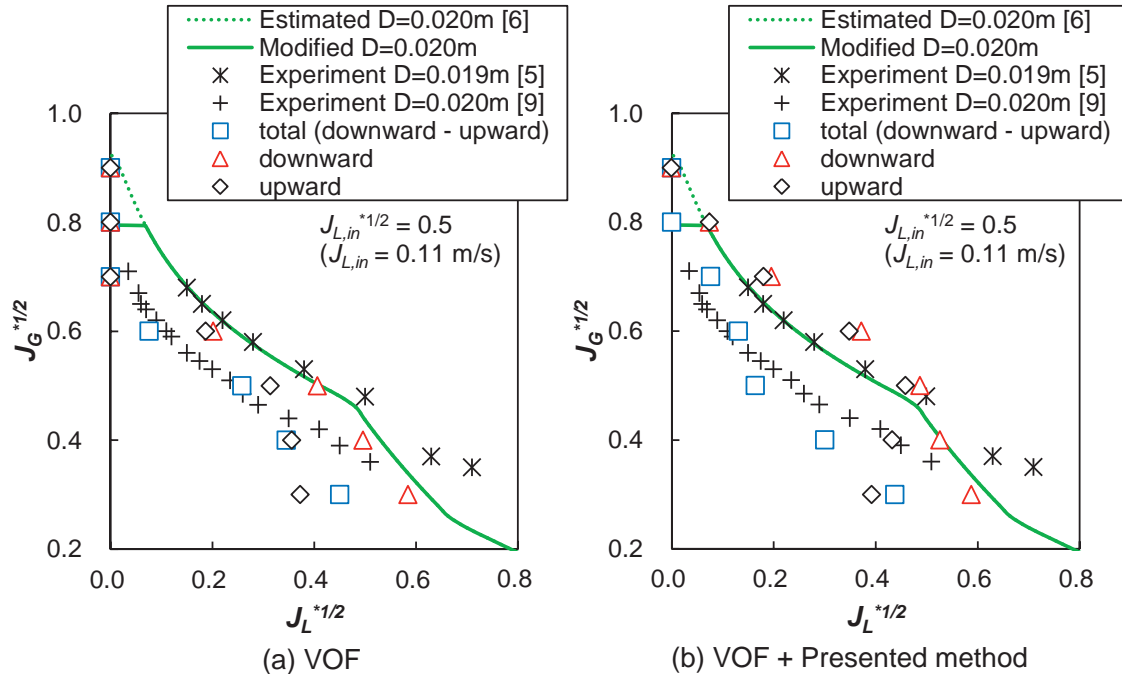 Estimated D=0.020m [6]
Modified D=0.020m
Experiment D=0.019m [5]
Experiment D=0.020m [9]
total (downward - upward)
downward
upward
J_{L,in}^{*1/2} = 0.5
(J_{L,in} = 0.11 m/s)
1.0
0.8
0.6
0.4
0.2
J_G^{*1/2}
0.0 0.2 0.4 0.6 0.8
J_L^{*1/2}
(a) VOF
Estimated D=0.020m [6]
Modified D=0.020m
Experiment D=0.019m [5]
Experiment D=0.020m [9]
total (downward - upward)
downward
upward
J_{L,in}^{*1/2} = 0.5
(J_{L,in} = 0.11 m/s)
1.0
0.8
0.6
0.4
0.2
J_G^{*1/2}
0.0 0.2 0.4 0.6 0.8
J_L^{*1/2}
(b) VOF + Presented method